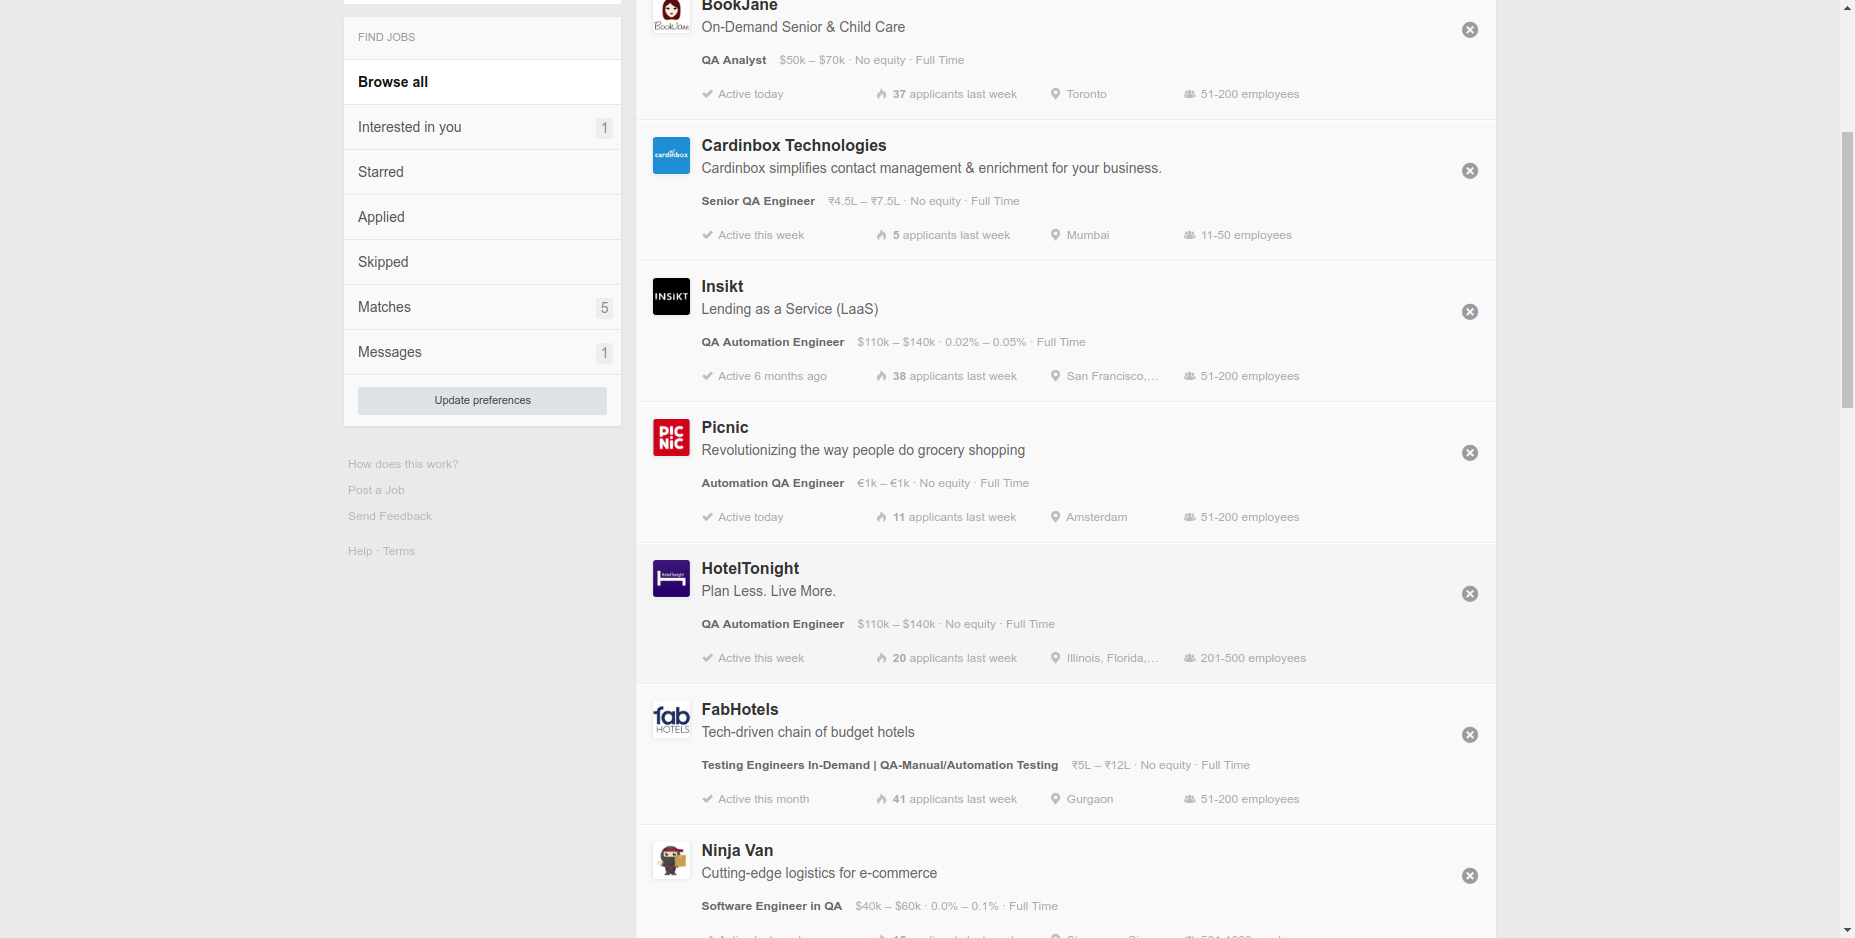 FIND JOBS
Browse all
Interested in you 1
Starred
Applied
Skipped
Matches 5
Messages 1
Update preferences
How does this work?
Post a Job
Send Feedback
Help · Terms
BookJane
BookJane
On-Demand Senior & Child Care
QA Analyst $50k – $70k · No equity · Full Time
Active today 37 applicants last week Toronto 51-200 employees
cardinbox
Cardinbox Technologies
Cardinbox simplifies contact management & enrichment for your business.
Senior QA Engineer ₹4.5L – ₹7.5L · No equity · Full Time
Active this week 5 applicants last week Mumbai 11-50 employees
INSIKT
Insikt
Lending as a Service (LaaS)
QA Automation Engineer $110k – $140k · 0.02% – 0.05% · Full Time
Active 6 months ago 38 applicants last week San Francisco,... 51-200 employees
PIC
NIC
Picnic
Revolutionizing the way people do grocery shopping
Automation QA Engineer €1k – €1k · No equity · Full Time
Active today 11 applicants last week Amsterdam 51-200 employees
HotelTonight
HotelTonight
Plan Less. Live More.
QA Automation Engineer $110k – $140k · No equity · Full Time
Active this week 20 applicants last week Illinois, Florida,... 201-500 employees
fab
HOTELS
FabHotels
Tech-driven chain of budget hotels
Testing Engineers In-Demand | QA-Manual/Automation Testing ₹5L – ₹12L · No equity · Full Time
Active this month 41 applicants last week Gurgaon 51-200 employees
Ninja Van
Cutting-edge logistics for e-commerce
Software Engineer in QA $40k – $60k · 0.0% – 0.1% · Full Time